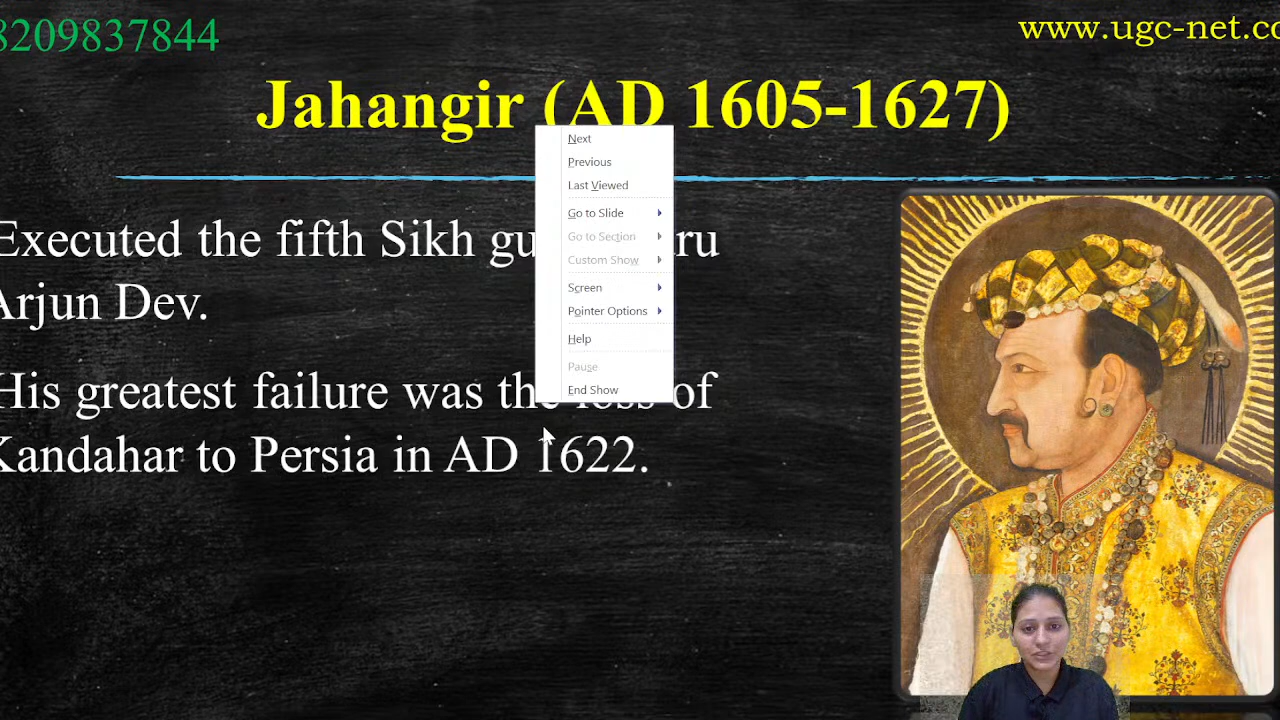 8209837844
www.ugc-net.co
Jahangir (AD 1605-1627)
Executed the fifth Sikh gu ru
Arjun Dev.
His greatest failure was the loss of
Kandahar to Persia in AD 1622.
Next
Previous
Last Viewed
Go to Slide
Go to Section
Custom Show
Screen
Pointer Options
Help
Pause
End Show